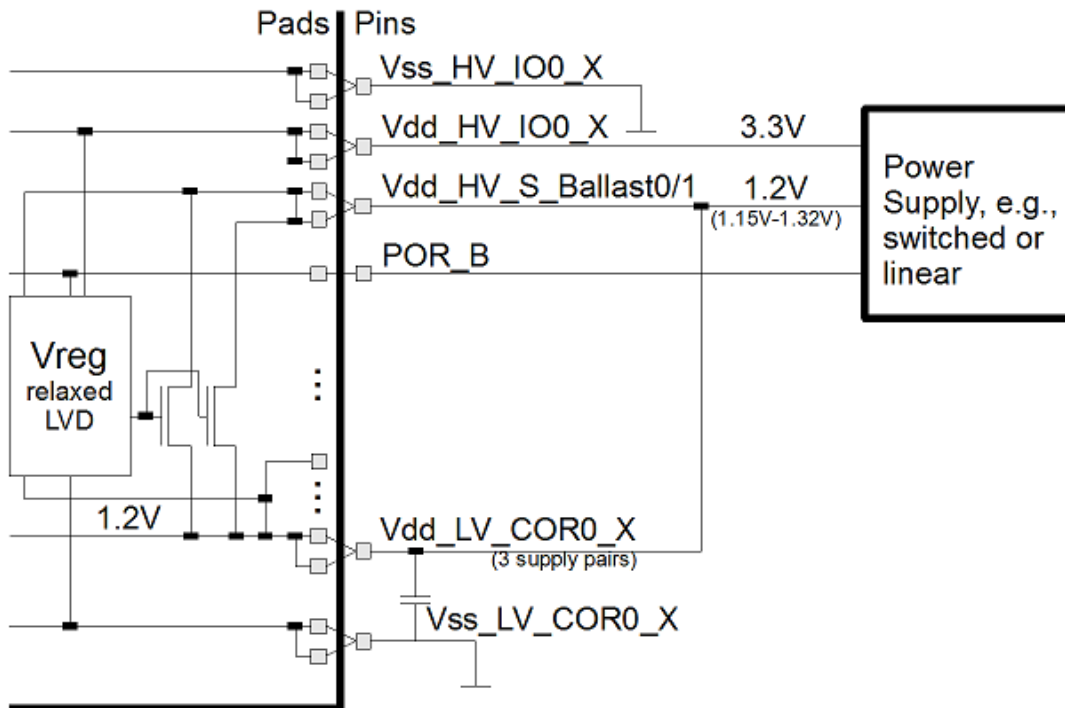 Pads Pins
Vss_HV_IO0_X
Vdd_HV_IO0_X
3.3V
Vdd_HV_S_Ballast0/1
1.2V
(1.15V-1.32V)
Power
Supply, e.g.,
switched or
linear
POR_B
Vreg
relaxed
LVD
1.2V
Vdd_LV_COR0_X
(3 supply pairs)
Vss_LV_COR0_X